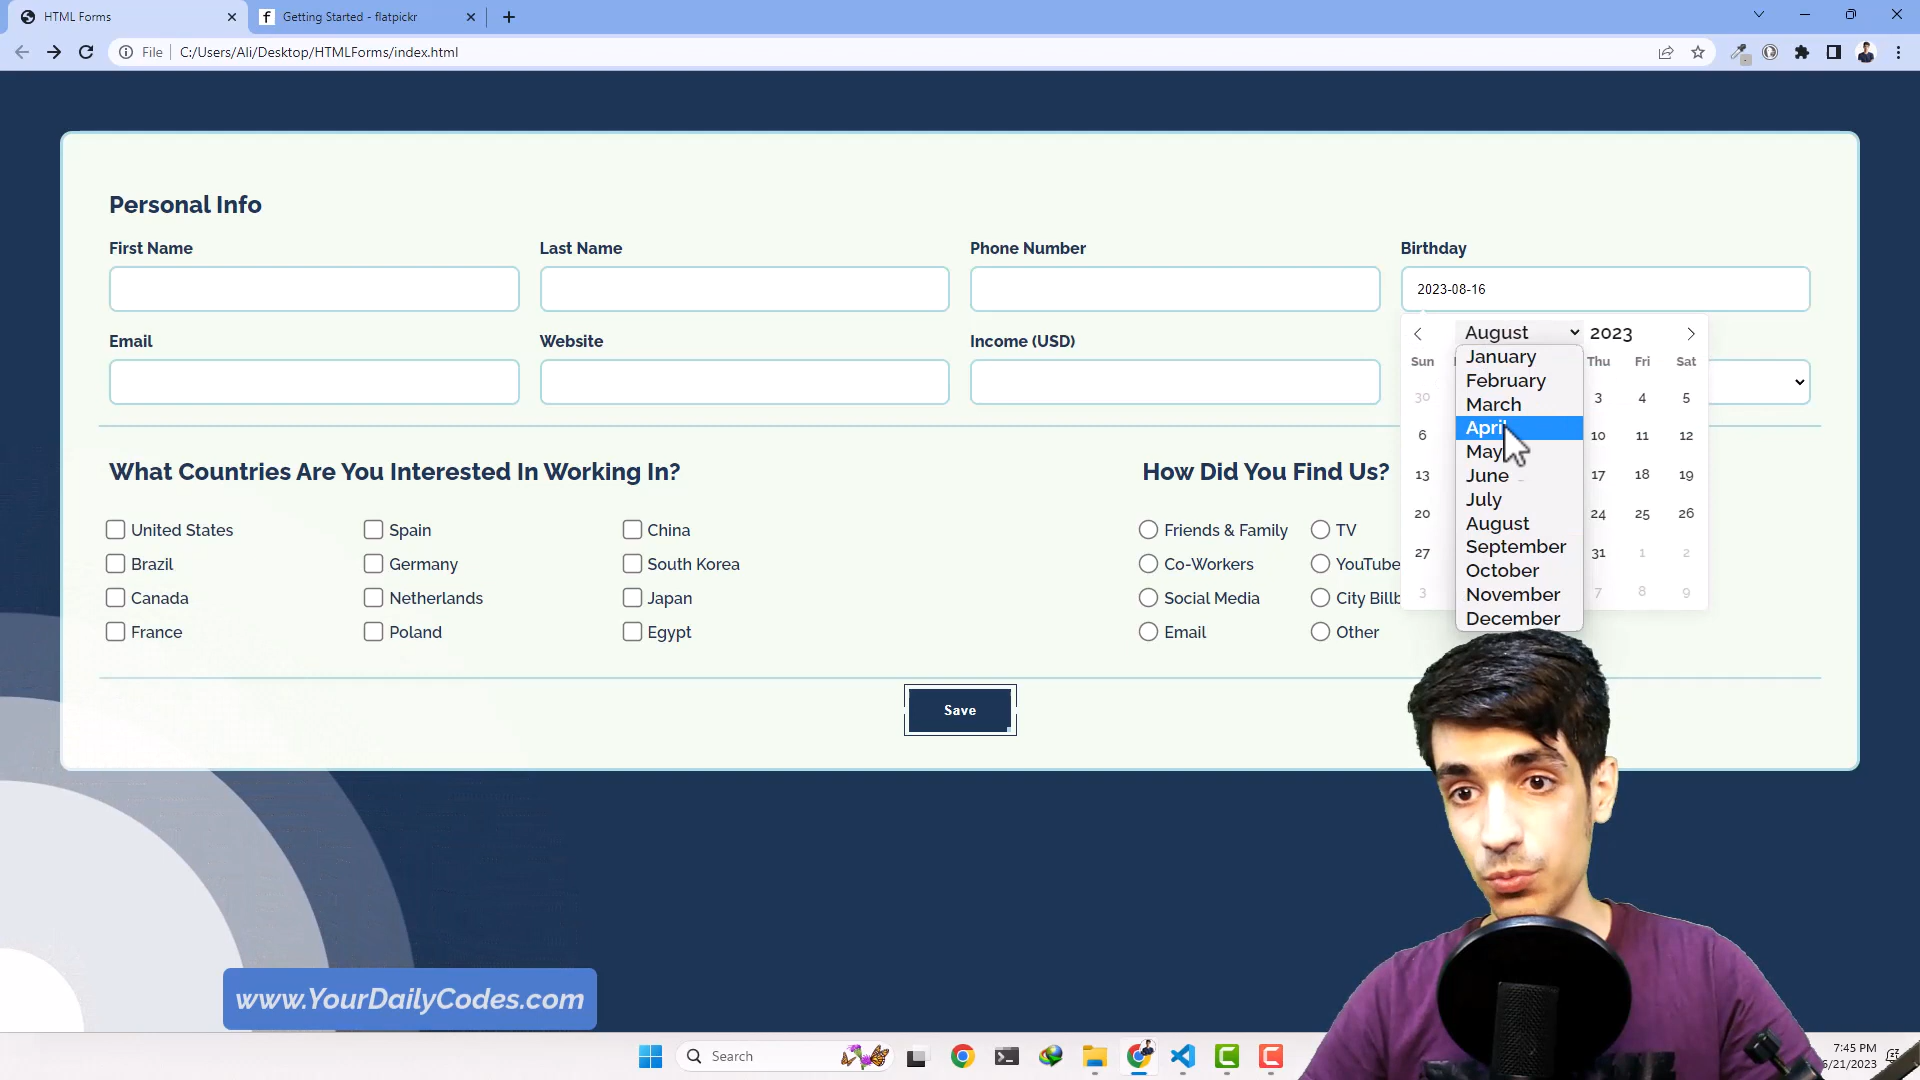 HTML Forms
Getting Started - flatpickr
File
C:/Users/Ali/Desktop/HTMLForms/index.html
Personal Info
First Name
Last Name
Phone Number
Birthday
2023-08-16
Email
Website
Income (USD)
August 2023
Sun
Thu Fri Sat
30 3 4 5
6 10 11 12
13 17 18 19
20 24 25 26
27 31 1 2
3 7 8 9
January
February
March
April
May
June
July
August
September
October
November
December
What Countries Are You Interested In Working In?
United States
Spain
China
Brazil
Germany
South Korea
Canada
Netherlands
Japan
France
Poland
Egypt
How Did You Find Us?
Friends & Family
TV
Co-Workers
YouTube
Social Media
City
Email
Other
Save
www.YourDailyCodes.com
Search
7:45 PM
6/21/2023